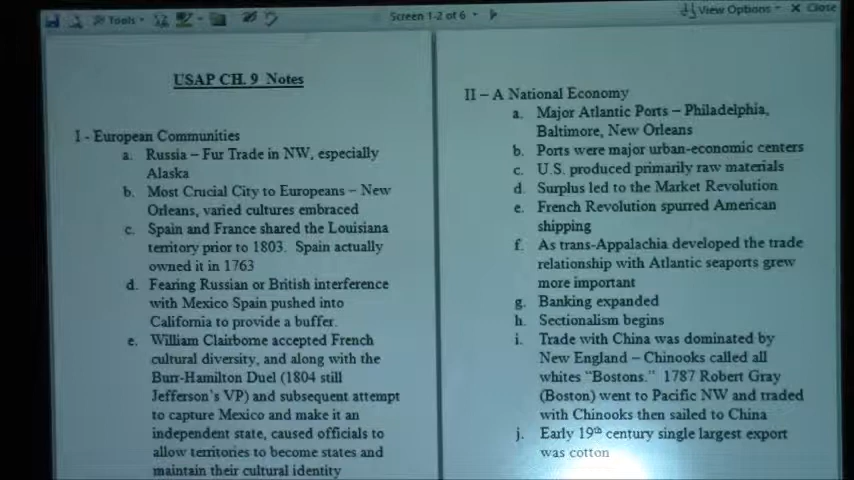 Tools
Screen 1-2 of 6
View Options
Close
USAP CH. 9 Notes
I - European Communities
a. Russia – Fur Trade in NW, especially
Alaska
b. Most Crucial City to Europeans – New
Orleans, varied cultures embraced
c. Spain and France shared the Louisiana
territory prior to 1803. Spain actually
owned it in 1763
d. Fearing Russian or British interference
with Mexico Spain pushed into
California to provide a buffer.
e. William Clairborne accepted French
cultural diversity, and along with the
Burr-Hamilton Duel (1804 still
Jefferson's VP) and subsequent attempt
to capture Mexico and make it an
independent state, caused officials to
allow territories to become states and
maintain their cultural identity
II – A National Economy
a. Major Atlantic Ports – Philadelphia,
Baltimore, New Orleans
b. Ports were major urban-economic centers
c. U.S. produced primarily raw materials
d. Surplus led to the Market Revolution
e. French Revolution spurred American
shipping
f. As trans-Appalachia developed the trade
relationship with Atlantic seaports grew
more important
g. Banking expanded
h. Sectionalism begins
i. Trade with China was dominated by
New England – Chinooks called all
whites "Bostons." 1787 Robert Gray
(Boston) went to Pacific NW and traded
with Chinooks then sailed to China
j. Early 19th century single largest export
was cotton